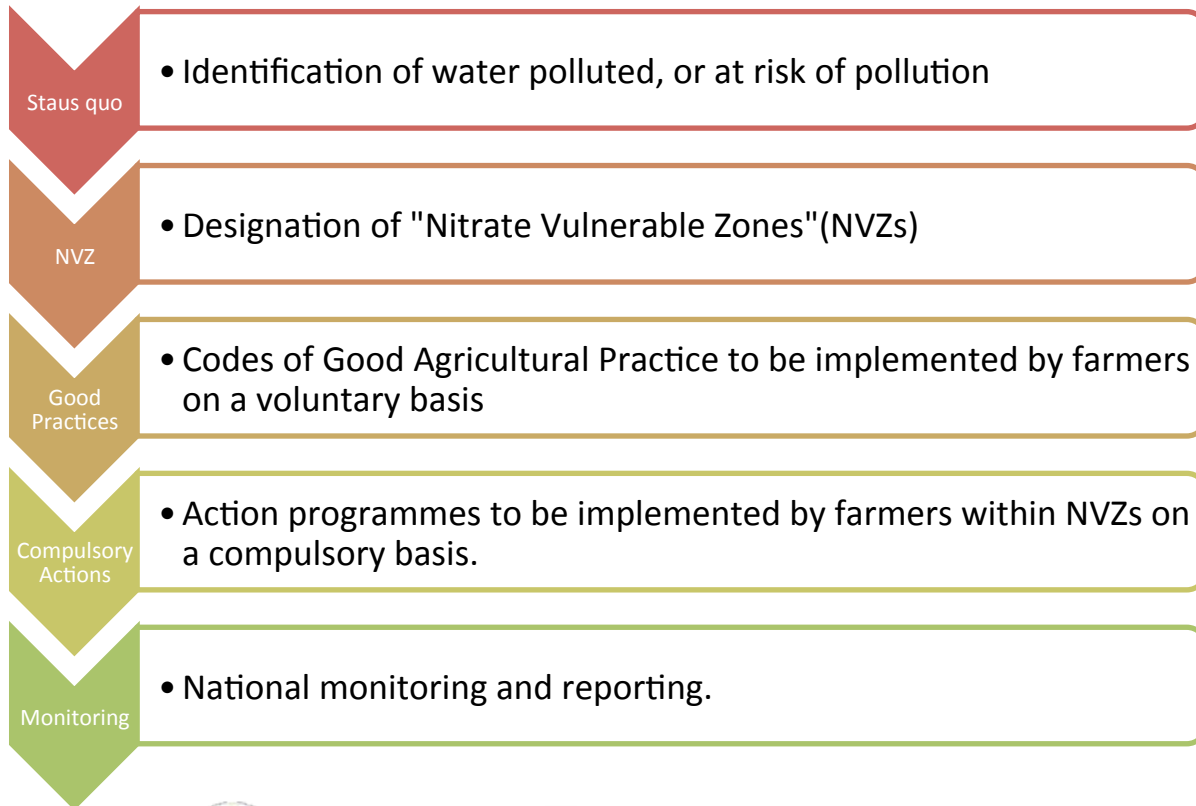 Staus quo
• Identification of water polluted, or at risk of pollution
NVZ
• Designation of "Nitrate Vulnerable Zones"(NVZs)
Good
Practices
• Codes of Good Agricultural Practice to be implemented by farmers
on a voluntary basis
Compulsory
Actions
• Action programmes to be implemented by farmers within NVZs on
a compulsory basis.
Monitoring
• National monitoring and reporting.